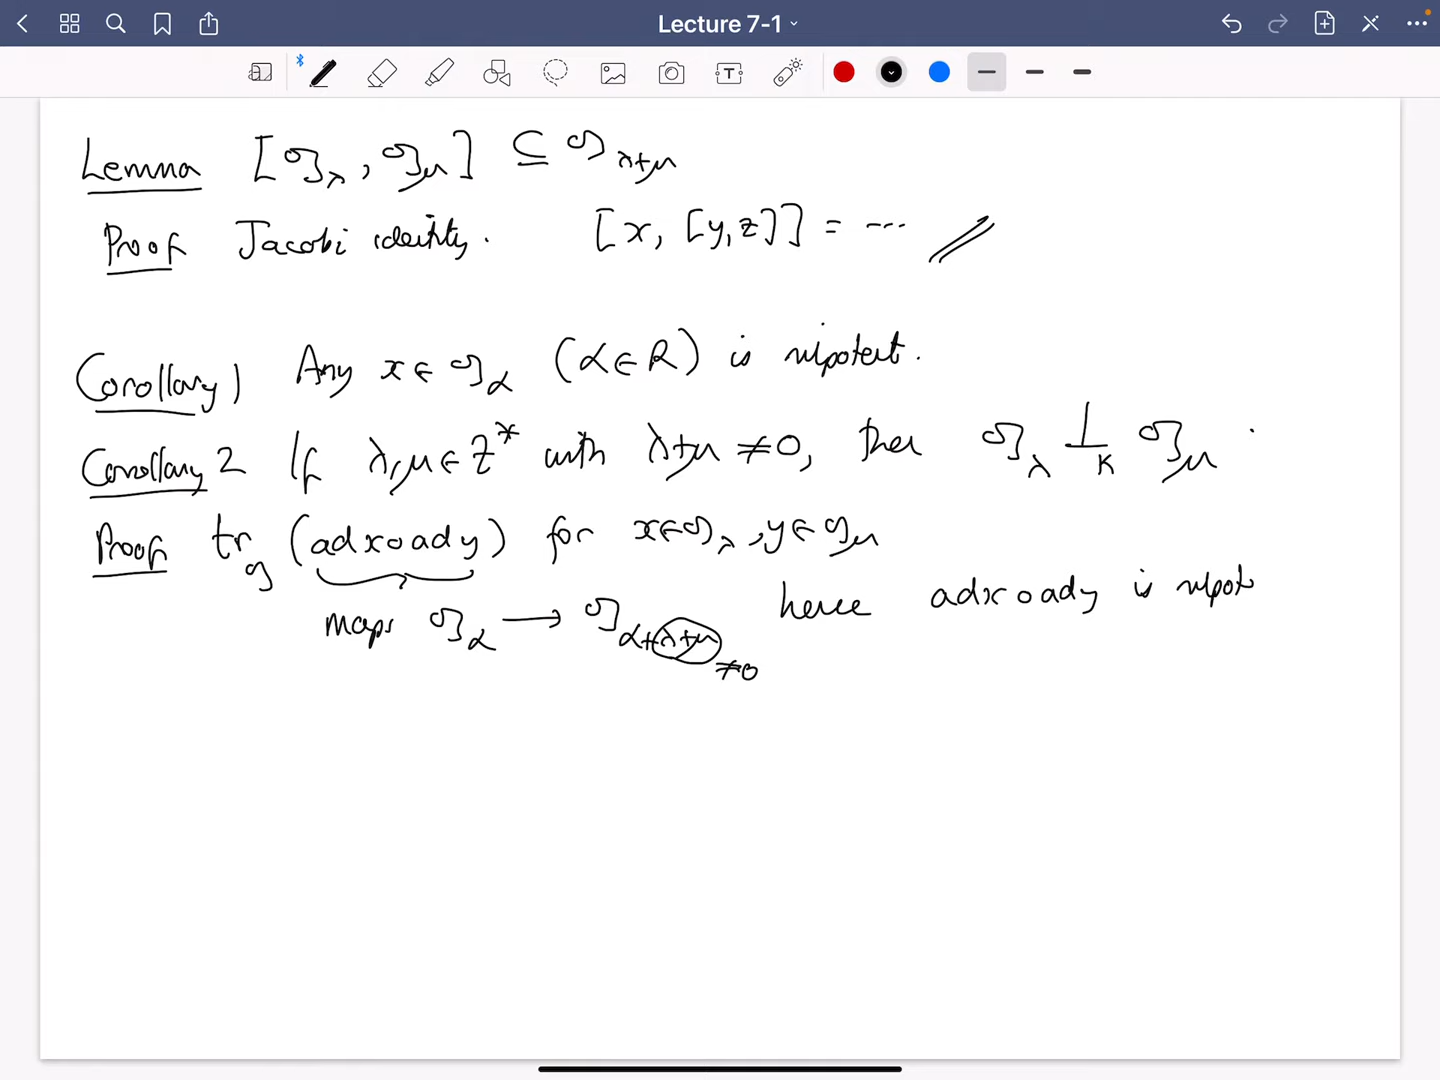 Lecture 7-1
Lemma [𝔤_λ, 𝔤_μ] ⊆ 𝔤_{λ+μ}
Proof Jacobi identity. [x, [y,z]] = ---
Corollary 1 Any x ∈ 𝔤_α (α ∈ R) is nilpotent.
Corollary 2 If λ, μ ∈ Z* with λ+μ ≠ 0, then 𝔤_λ ⊥_K 𝔤_μ.
Proof tr_𝔤 (adx∘ady) for x∈𝔤_λ, y∈𝔤_μ
maps 𝔤_α → 𝔤_{α+λ+μ} ≠0 hence adx∘ady is nilpot